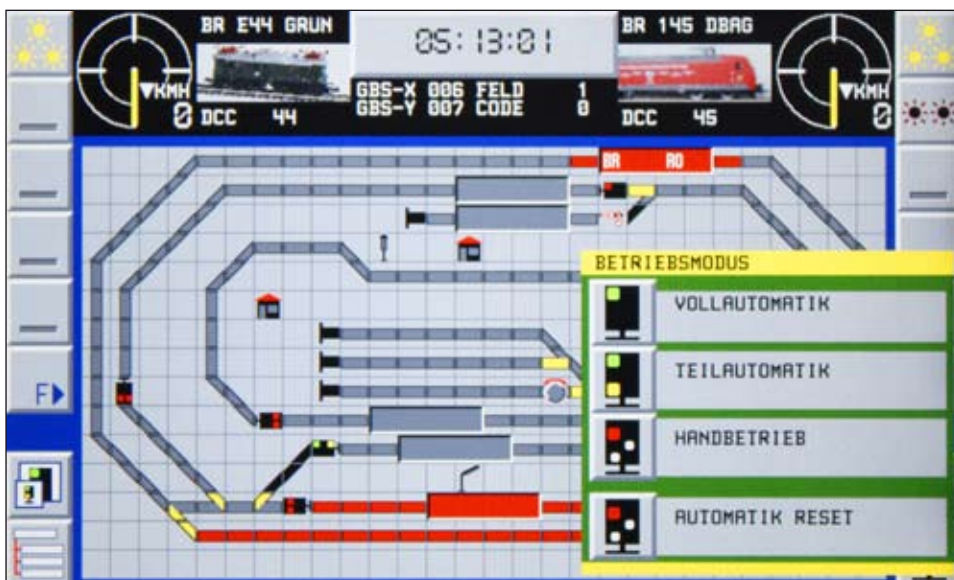 BR E44 GRUN
05:13:01
BR 145 DBAG
▼KMH
0
GBS-X 006 FELD 1
GBS-Y 007 CODE 0
▼KMH
0
DCC 44
DCC 45
BR RO
BETRIEBSMODUS
VOLLAUTOMATIK
TEILAUTOMATIK
HANDBETRIEB
AUTOMATIK RESET
F▶